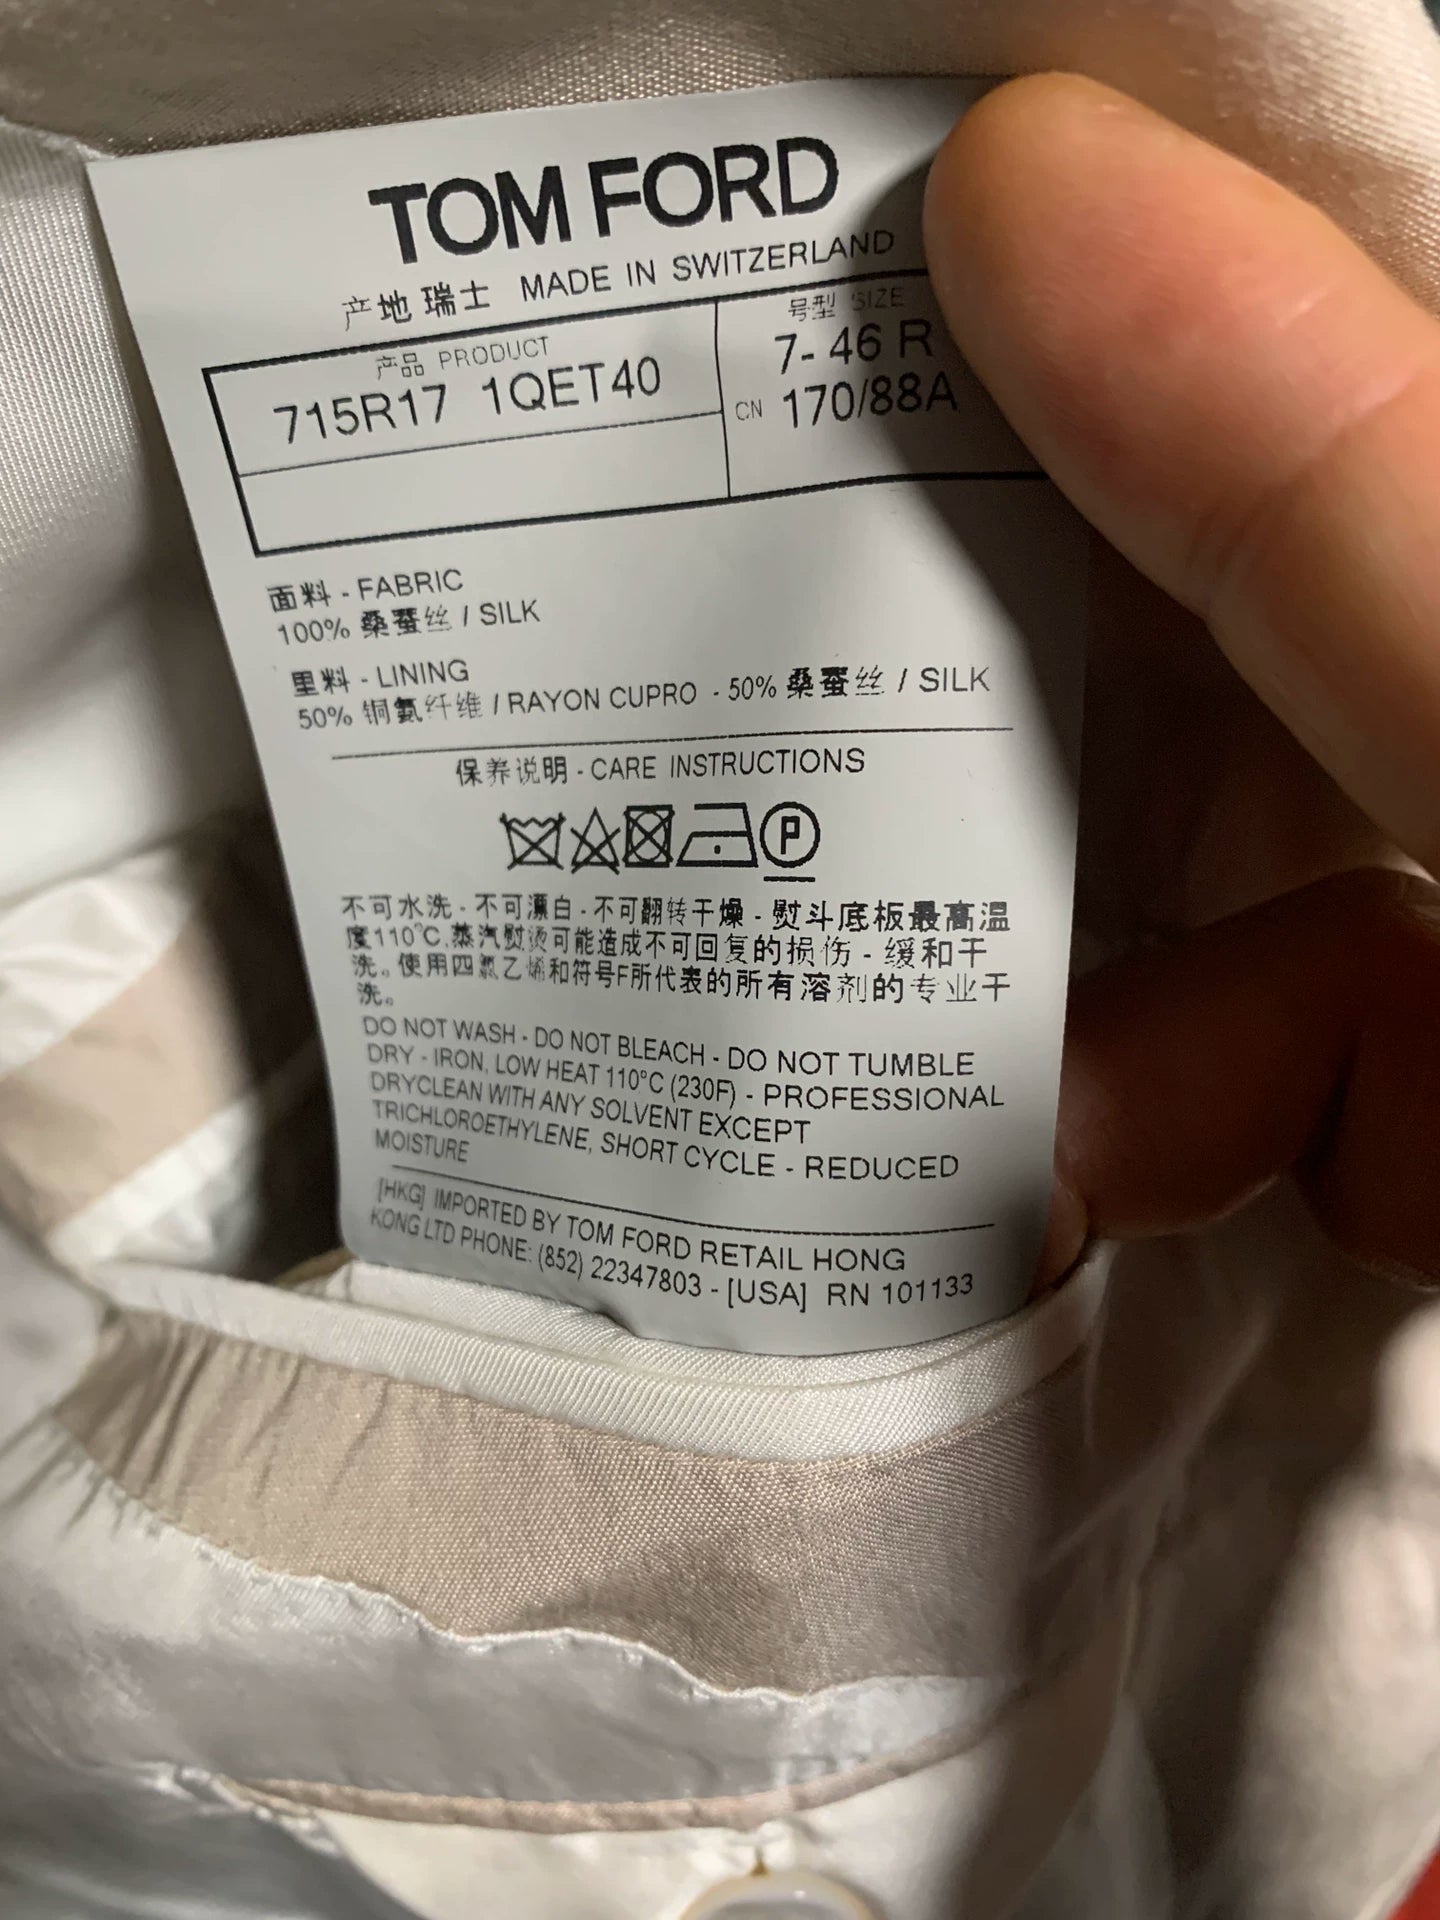 TOM FORD
产地 瑞士 MADE IN SWITZERLAND
产品 PRODUCT
715R17 1QET40
号型 SIZE
7- 46 R
CN 170/88A
面料 - FABRIC
100% 桑蚕丝 / SILK
里料 - LINING
50% 铜氨纤维 / RAYON CUPRO - 50% 桑蚕丝 / SILK
保养说明 - CARE INSTRUCTIONS
P
不可水洗 - 不可漂白 - 不可翻转干燥 - 熨斗底板最高温
度110℃,蒸汽熨烫可能造成不可回复的损伤 - 缓和干
洗。使用四氯乙烯和符号F所代表的所有溶剂的专业干
洗。
DO NOT WASH - DO NOT BLEACH - DO NOT TUMBLE
DRY - IRON, LOW HEAT 110°C (230F) - PROFESSIONAL
DRYCLEAN WITH ANY SOLVENT EXCEPT
TRICHLOROETHYLENE, SHORT CYCLE - REDUCED
MOISTURE
[HKG] IMPORTED BY TOM FORD RETAIL HONG
KONG LTD PHONE: (852) 22347803 - [USA] RN 101133